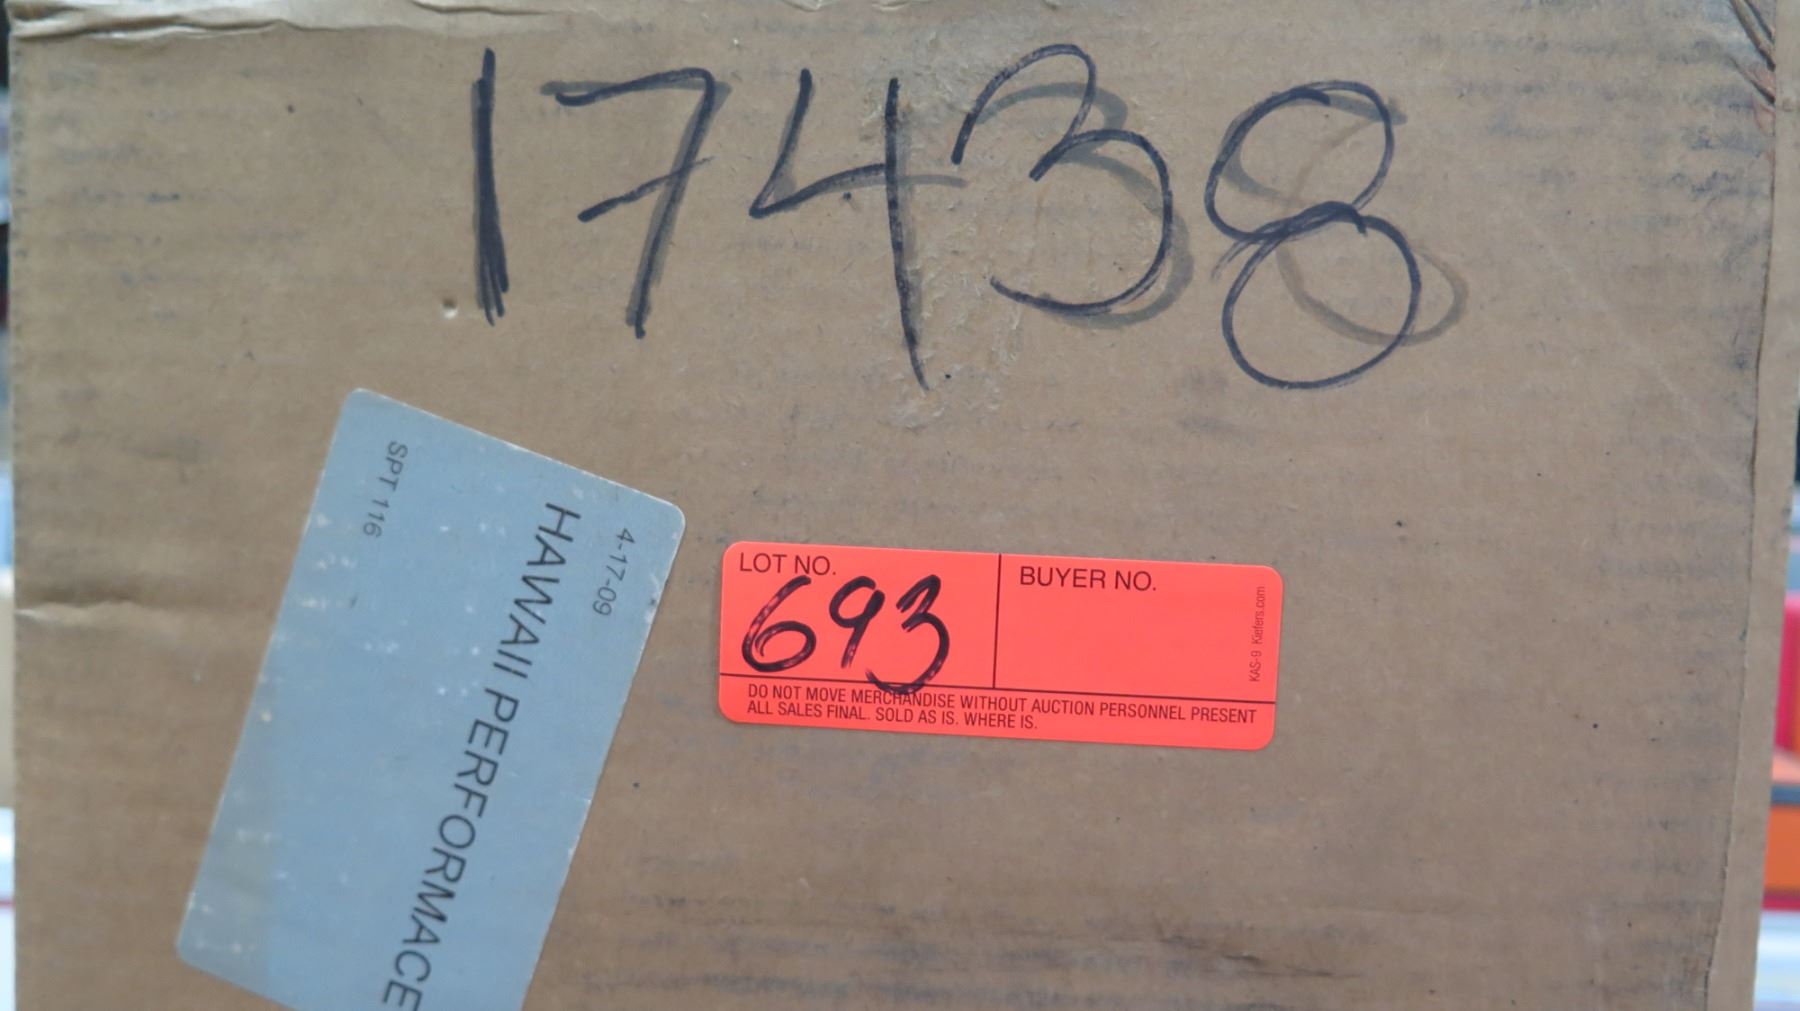 17438
SPT 116
4-17-09
HAWAII PERFORMACE
LOT NO.
693
BUYER NO.
KAS-9 Kiefers.com
DO NOT MOVE MERCHANDISE WITHOUT AUCTION PERSONNEL PRESENT
ALL SALES FINAL. SOLD AS IS. WHERE IS.